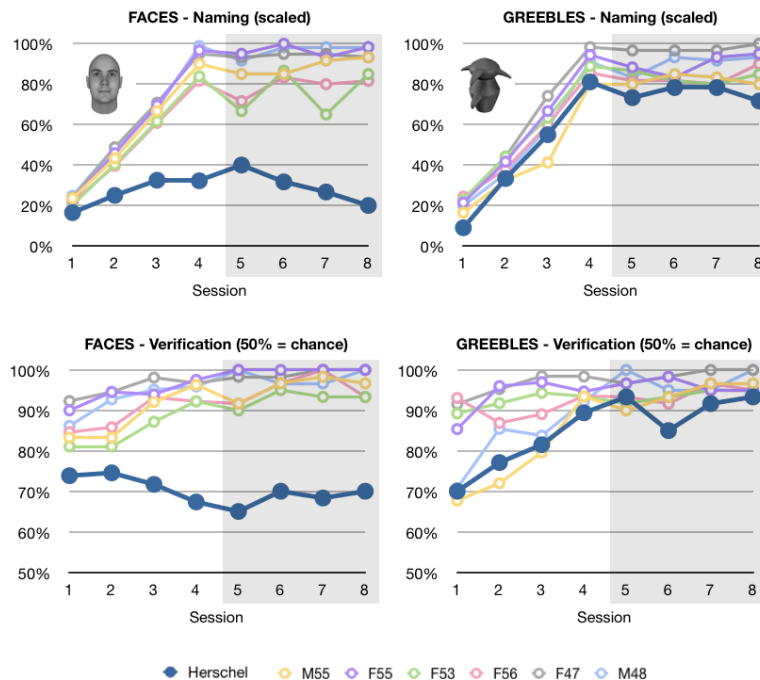 FACES - Naming (scaled)
100%
80%
60%
40%
20%
0%
1 2 3 4 5 6 7 8
Session
GREEBLES - Naming (scaled)
100%
80%
60%
40%
20%
0%
1 2 3 4 5 6 7 8
Session
FACES - Verification (50% = chance)
100%
90%
80%
70%
60%
50%
1 2 3 4 5 6 7 8
Session
GREEBLES - Verification (50% = chance)
100%
90%
80%
70%
60%
50%
1 2 3 4 5 6 7 8
Session
Herschel M55 F55 F53 F56 F47 M48